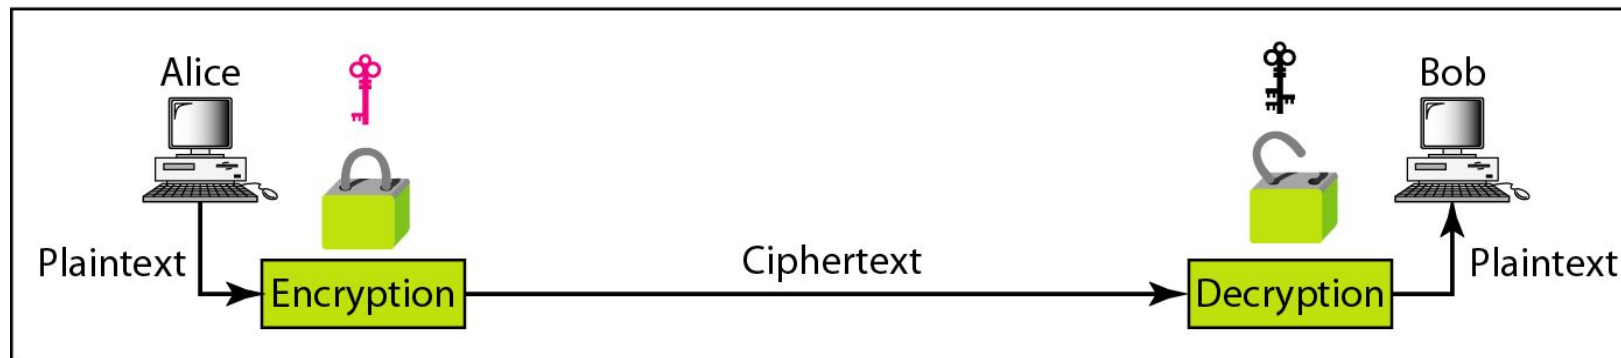 Alice
Bob
Plaintext
Encryption
Ciphertext
Decryption
Plaintext